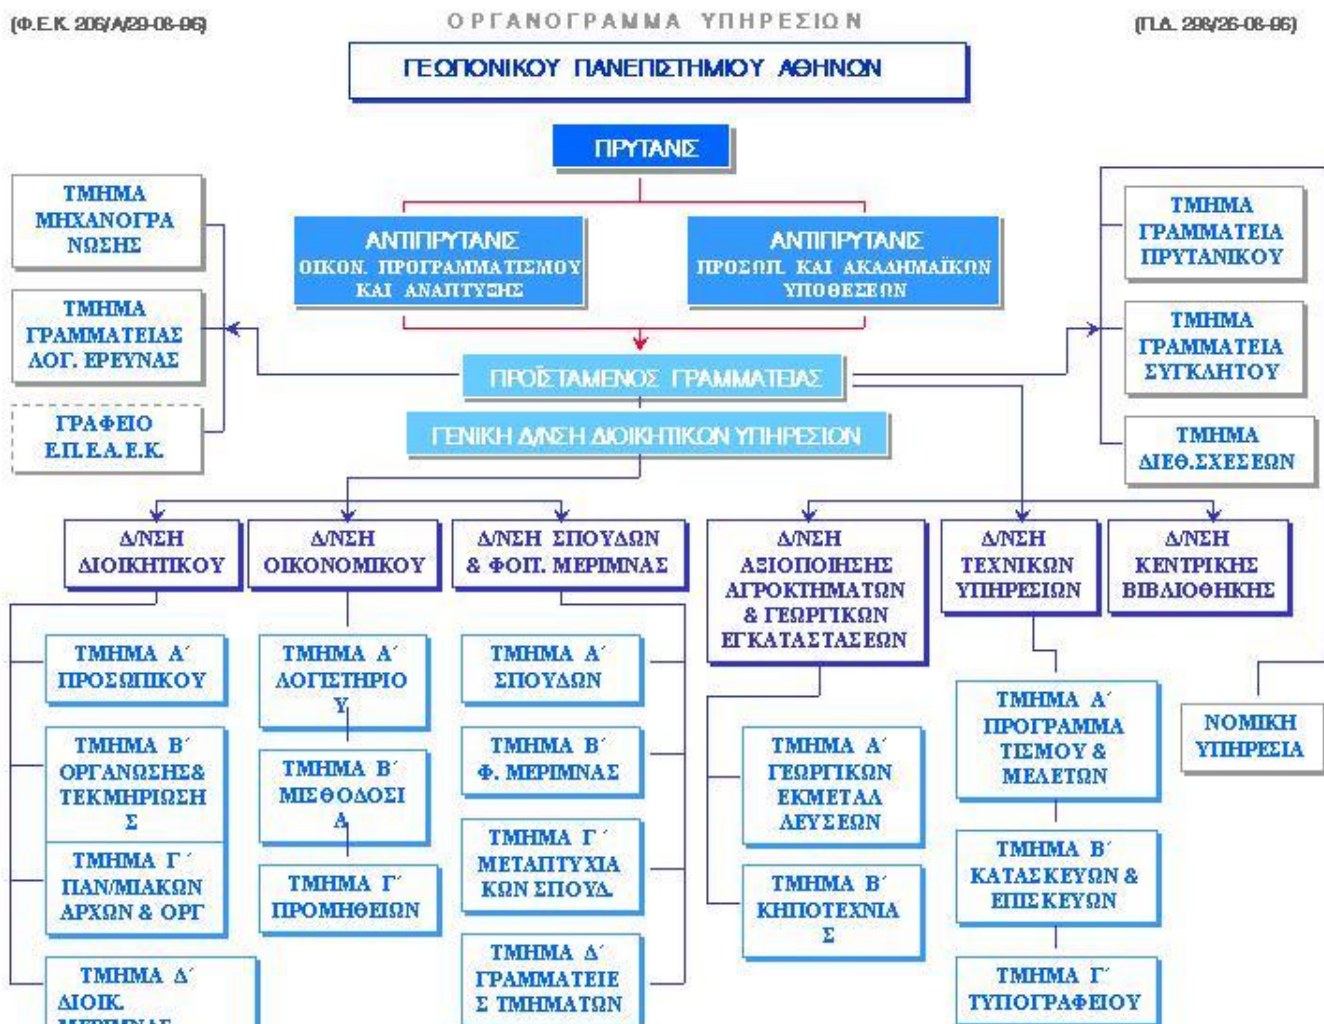 (Φ.Ε.Κ. 206/Α/29-08-96)
ΟΡΓΑΝΟΓΡΑΜΜΑ ΥΠΗΡΕΣΙΩΝ
(Π.Δ. 298/26-08-96)
ΓΕΩΠΟΝΙΚΟΥ ΠΑΝΕΠΙΣΤΗΜΙΟΥ ΑΘΗΝΩΝ
ΠΡΥΤΑΝΙΣ
ΤΜΗΜΑ
ΜΗΧΑΝΟΓΡΑ
ΝΩΣΗΣ
ΑΝΤΙΠΡΥΤΑΝΙΣ
ΟΙΚΟΝ. ΠΡΟΓΡΑΜΜΑΤΙΣΜΟΥ
ΚΑΙ ΑΝΑΠΤΥΞΗΣ
ΑΝΤΙΠΡΥΤΑΝΙΣ
ΠΡΟΣΩΠ. ΚΑΙ ΑΚΑΔΗΜΑΪΚΩΝ
ΥΠΟΘΕΣΕΩΝ
ΤΜΗΜΑ
ΓΡΑΜΜΑΤΕΙΑ
ΠΡΥΤΑΝΙΚΟΥ
ΤΜΗΜΑ
ΓΡΑΜΜΑΤΕΙΑΣ
ΛΟΓ. ΕΡΕΥΝΑΣ
ΤΜΗΜΑ
ΓΡΑΜΜΑΤΕΙΑ
ΣΥΓΚΛΗΤΟΥ
ΠΡΟΪΣΤΑΜΕΝΟΣ ΓΡΑΜΜΑΤΕΙΑΣ
ΓΕΝΙΚΗ Δ/ΝΣΗ ΔΙΟΙΚΗΤΙΚΩΝ ΥΠΗΡΕΣΙΩΝ
ΓΡΑΦΕΙΟ
Ε.Π.Ε.Α.Ε.Κ.
ΤΜΗΜΑ
ΔΙΕΘ.ΣΧΕΣΕΩΝ
Δ/ΝΣΗ
ΔΙΟΙΚΗΤΙΚΟΥ
Δ/ΝΣΗ
ΟΙΚΟΝΟΜΙΚΟΥ
Δ/ΝΣΗ ΣΠΟΥΔΩΝ
& ΦΟΙΤ. ΜΕΡΙΜΝΑΣ
Δ/ΝΣΗ
ΑΞΙΟΠΟΙΗΣΗΣ
ΑΓΡΟΚΤΗΜΑΤΩΝ
& ΓΕΩΡΓΙΚΩΝ
ΕΓΚΑΤΑΣΤΑΣΕΩΝ
Δ/ΝΣΗ
ΤΕΧΝΙΚΩΝ
ΥΠΗΡΕΣΙΩΝ
Δ/ΝΣΗ
ΚΕΝΤΡΙΚΗΣ
ΒΙΒΛΙΟΘΗΚΗΣ
ΤΜΗΜΑ Α΄
ΠΡΟΣΩΠΙΚΟΥ
ΤΜΗΜΑ Β΄
ΟΡΓΑΝΩΣΗΣ&
ΤΕΚΜΗΡΙΩΣΗ
Σ
ΤΜΗΜΑ Γ΄
ΠΑΝ/ΜΙΑΚΩΝ
ΑΡΧΩΝ & ΟΡΓ
ΤΜΗΜΑ Δ΄
ΔΙΟΙΚ.
ΜΕΡΙΜΝΑΣ
ΤΜΗΜΑ Α΄
ΛΟΓΙΣΤΗΡΙΟ
Υ
ΤΜΗΜΑ Β΄
ΜΙΣΘΟΔΟΣΙ
Α
ΤΜΗΜΑ Γ΄
ΠΡΟΜΗΘΕΙΩΝ
ΤΜΗΜΑ Α΄
ΣΠΟΥΔΩΝ
ΤΜΗΜΑ Β΄
Φ. ΜΕΡΙΜΝΑΣ
ΤΜΗΜΑ Γ΄
ΜΕΤΑΠΤΥΧΙΑ
ΚΩΝ ΣΠΟΥΔ.
ΤΜΗΜΑ Δ΄
ΓΡΑΜΜΑΤΕΙΕ
Σ ΤΜΗΜΑΤΩΝ
ΤΜΗΜΑ Α΄
ΓΕΩΡΓΙΚΩΝ
ΕΚΜΕΤΑΛ
ΛΕΥΣΕΩΝ
ΤΜΗΜΑ Β΄
ΚΗΠΟΤΕΧΝΙΑ
Σ
ΤΜΗΜΑ Α΄
ΠΡΟΓΡΑΜΜΑ
ΤΙΣΜΟΥ &
ΜΕΛΕΤΩΝ
ΤΜΗΜΑ Β΄
ΚΑΤΑΣΚΕΥΩΝ &
ΕΠΙΣΚΕΥΩΝ
ΤΜΗΜΑ Γ΄
ΤΥΠΟΓΡΑΦΕΙΟΥ
ΝΟΜΙΚΗ
ΥΠΗΡΕΣΙΑ